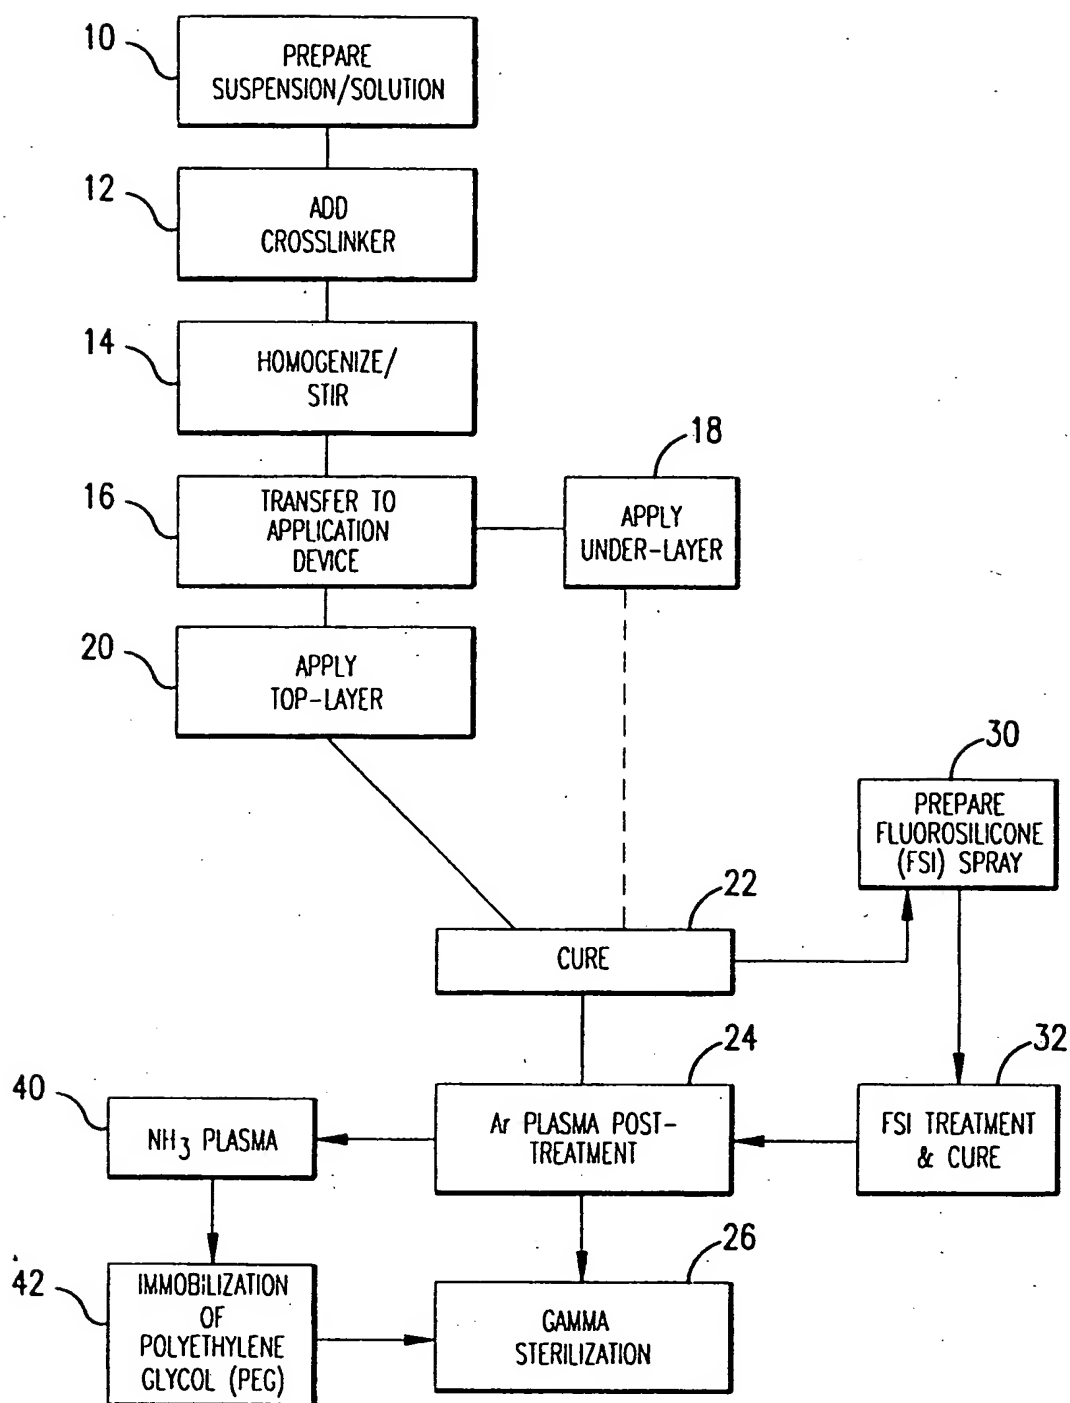 10
PREPARE
SUSPENSION/SOLUTION
12
ADD
CROSSLINKER
14
HOMOGENIZE/
STIR
16
TRANSFER TO
APPLICATION
DEVICE
18
APPLY
UNDER-LAYER
20
APPLY
TOP-LAYER
30
PREPARE
FLUOROSILICONE
(FSI) SPRAY
22
CURE
24
Ar PLASMA POST-
TREATMENT
32
FSI TREATMENT
& CURE
40
NH3 PLASMA
26
GAMMA
STERILIZATION
42
IMMOBILIZATION
OF
POLYETHYLENE
GLYCOL (PEG)